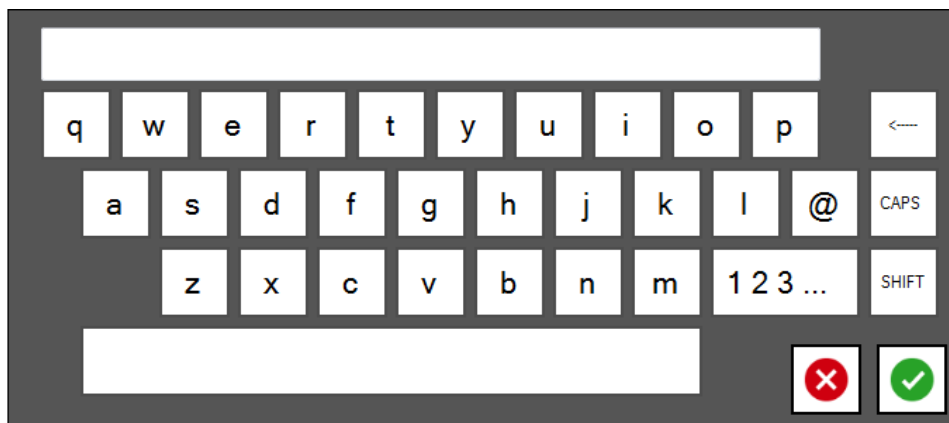 q w e r t y u i o p <-----
a s d f g h j k l @ CAPS
z x c v b n m 1 2 3 ... SHIFT